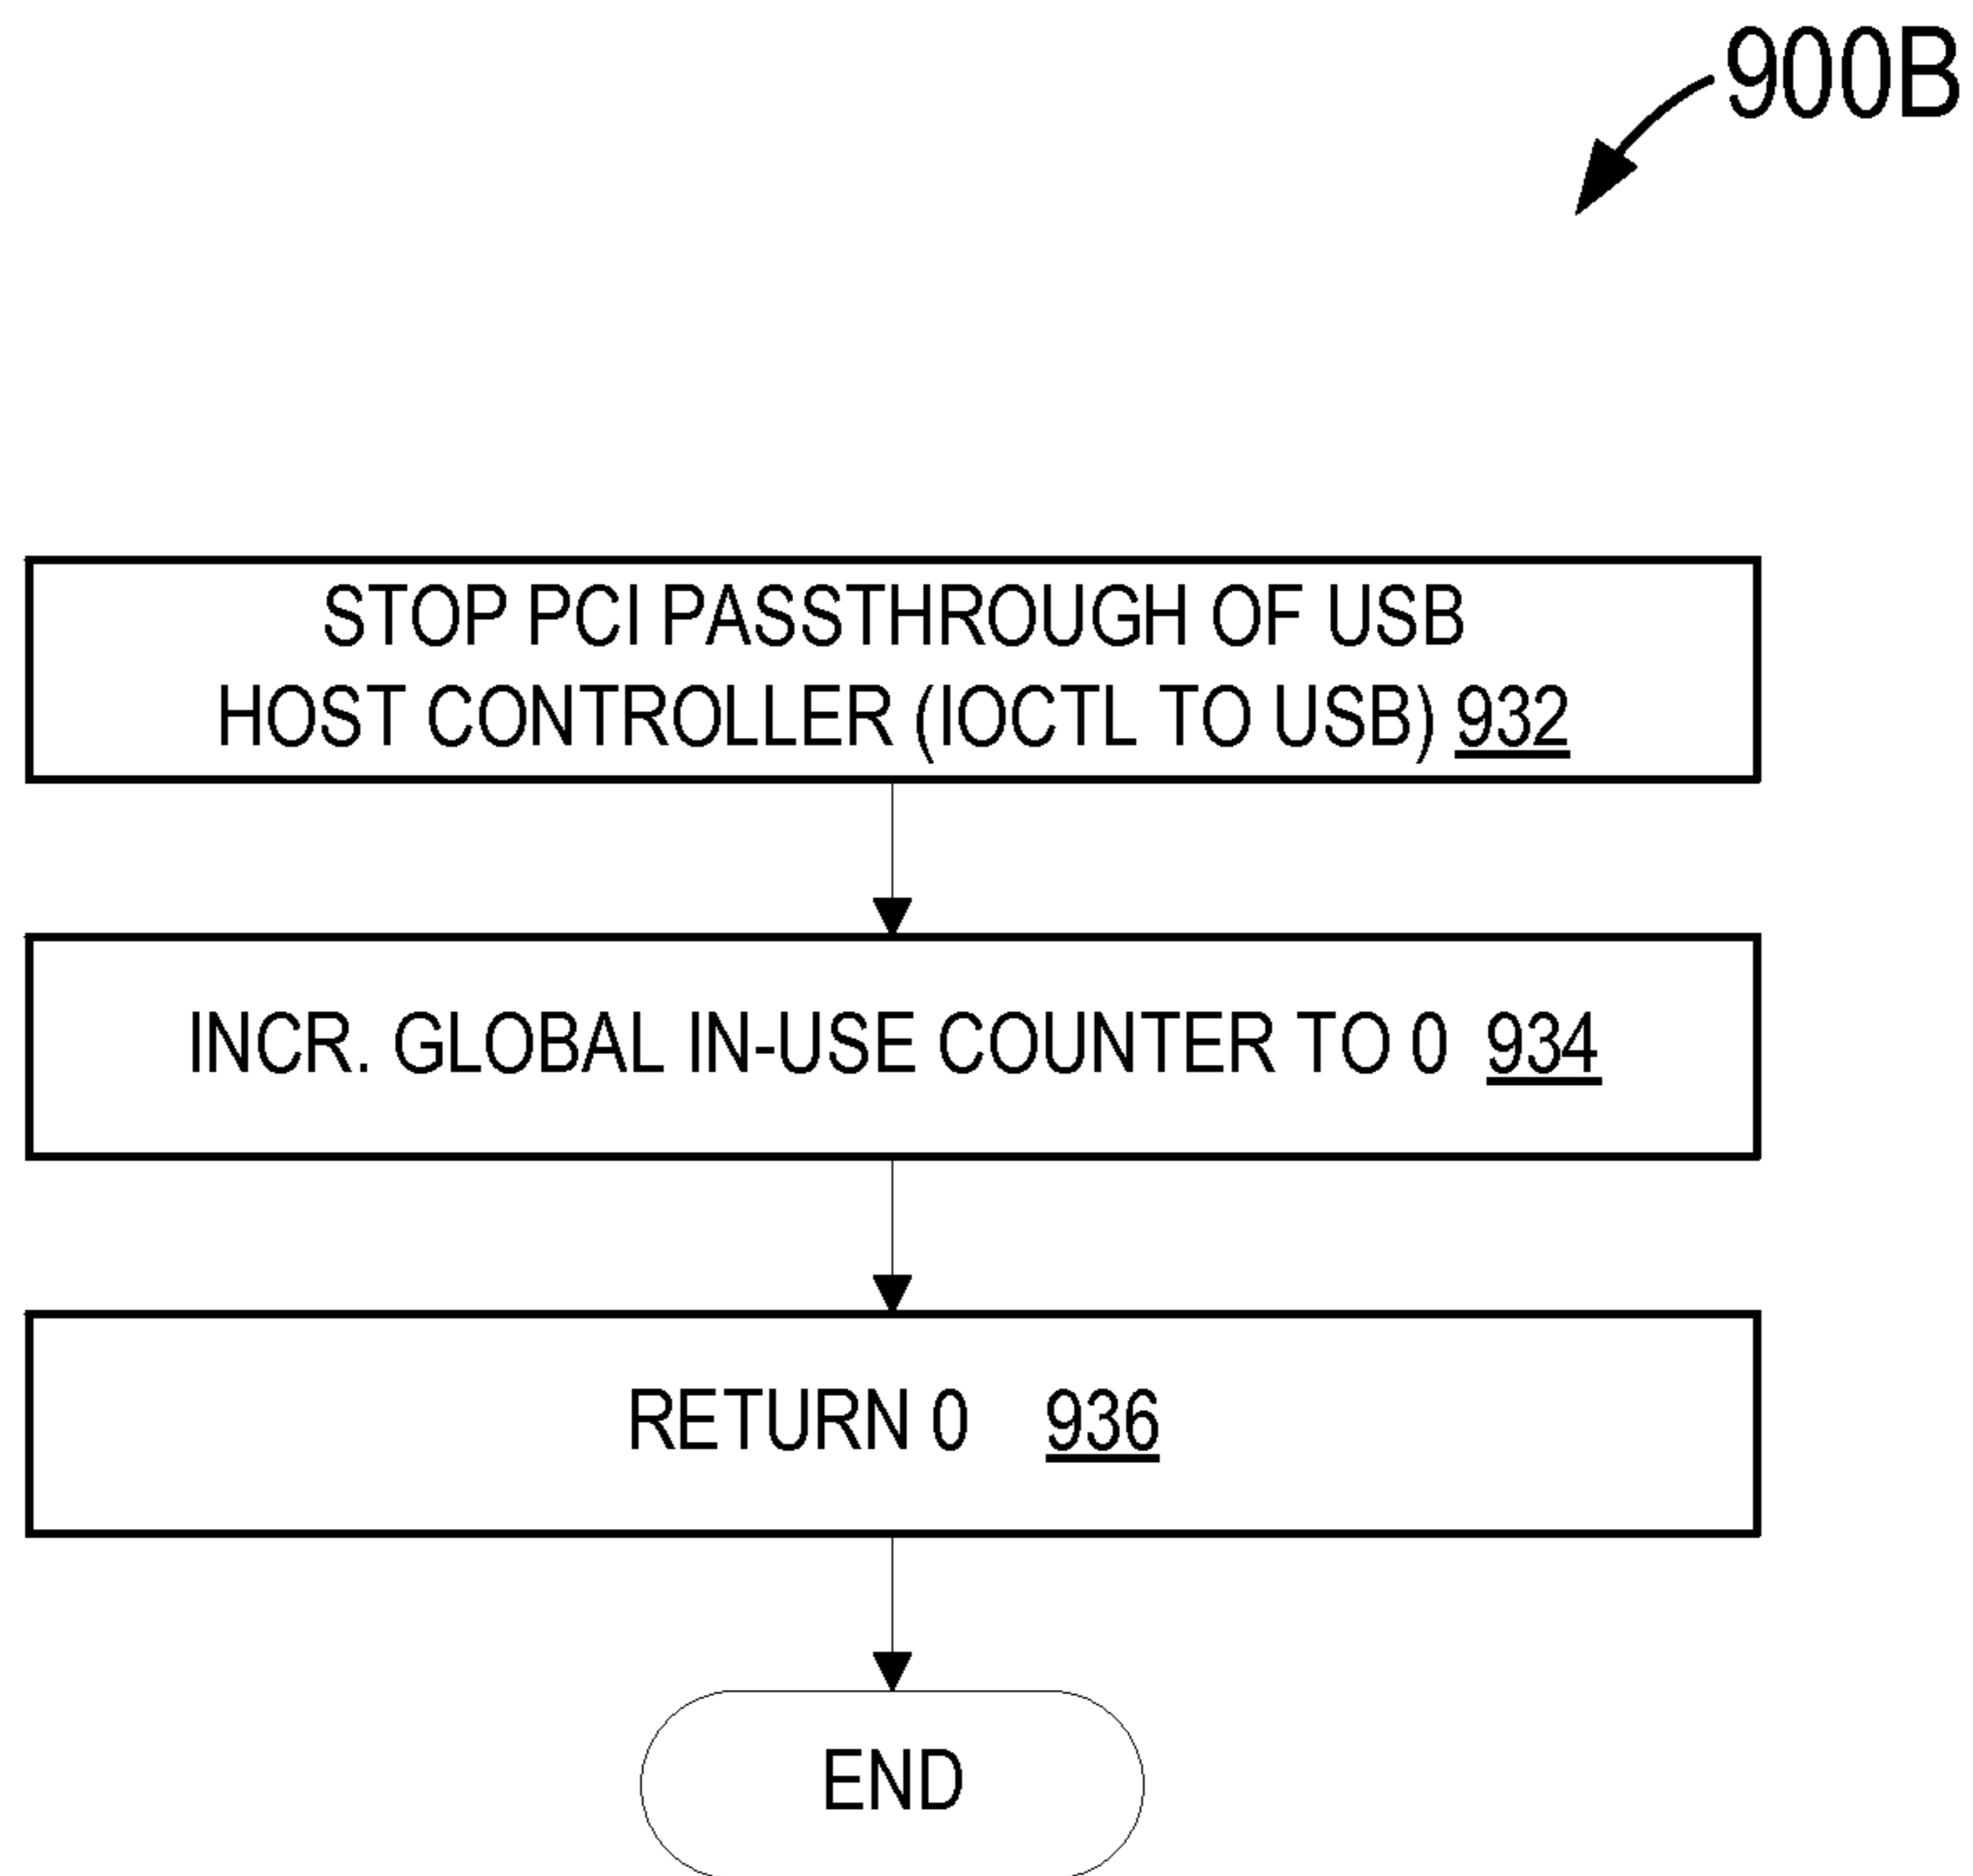 900B
STOP PCI PASSTHROUGH OF USB
HOST CONTROLLER (IOCTL TO USB) 932
INCR. GLOBAL IN-USE COUNTER TO 0 934
RETURN 0 936
END